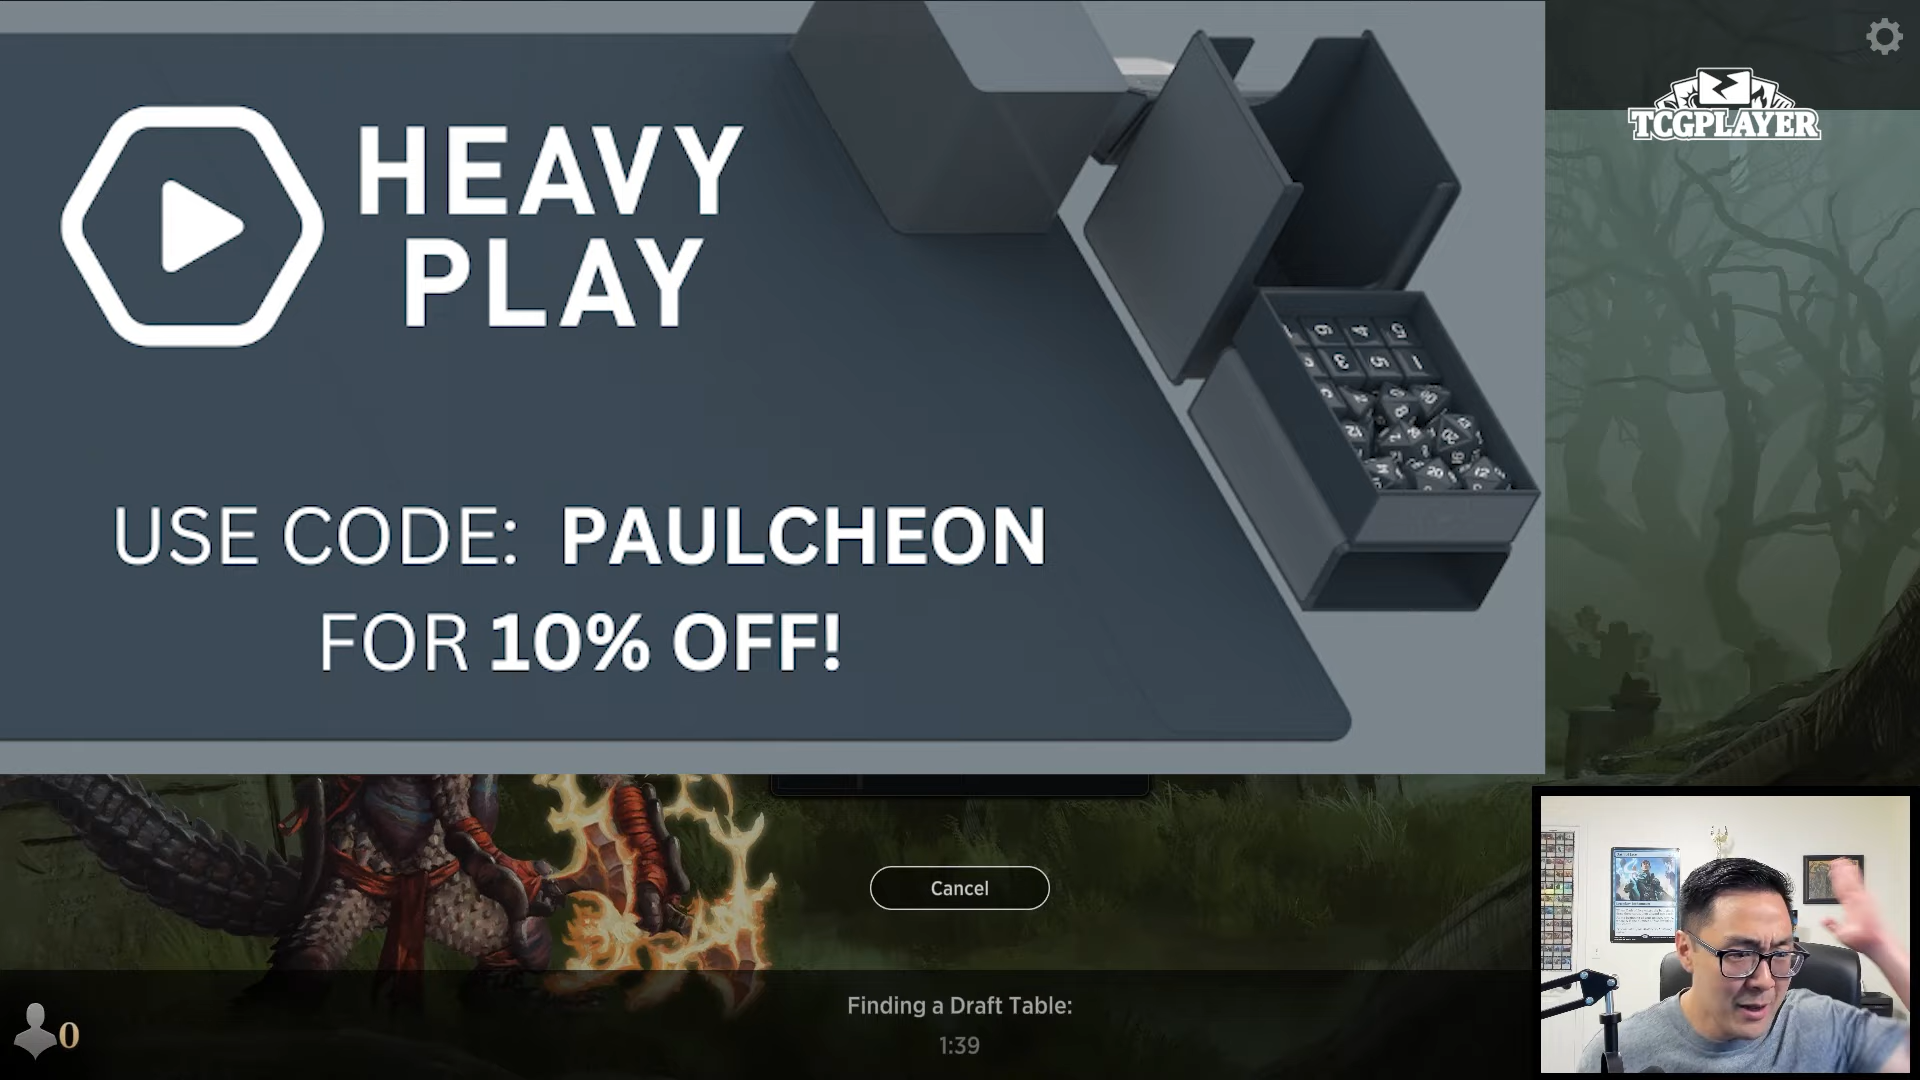 HEAVY
PLAY
USE CODE: PAULCHEON
FOR 10% OFF!
TCGPLAYER
Cancel
Finding a Draft Table:
1:39
0